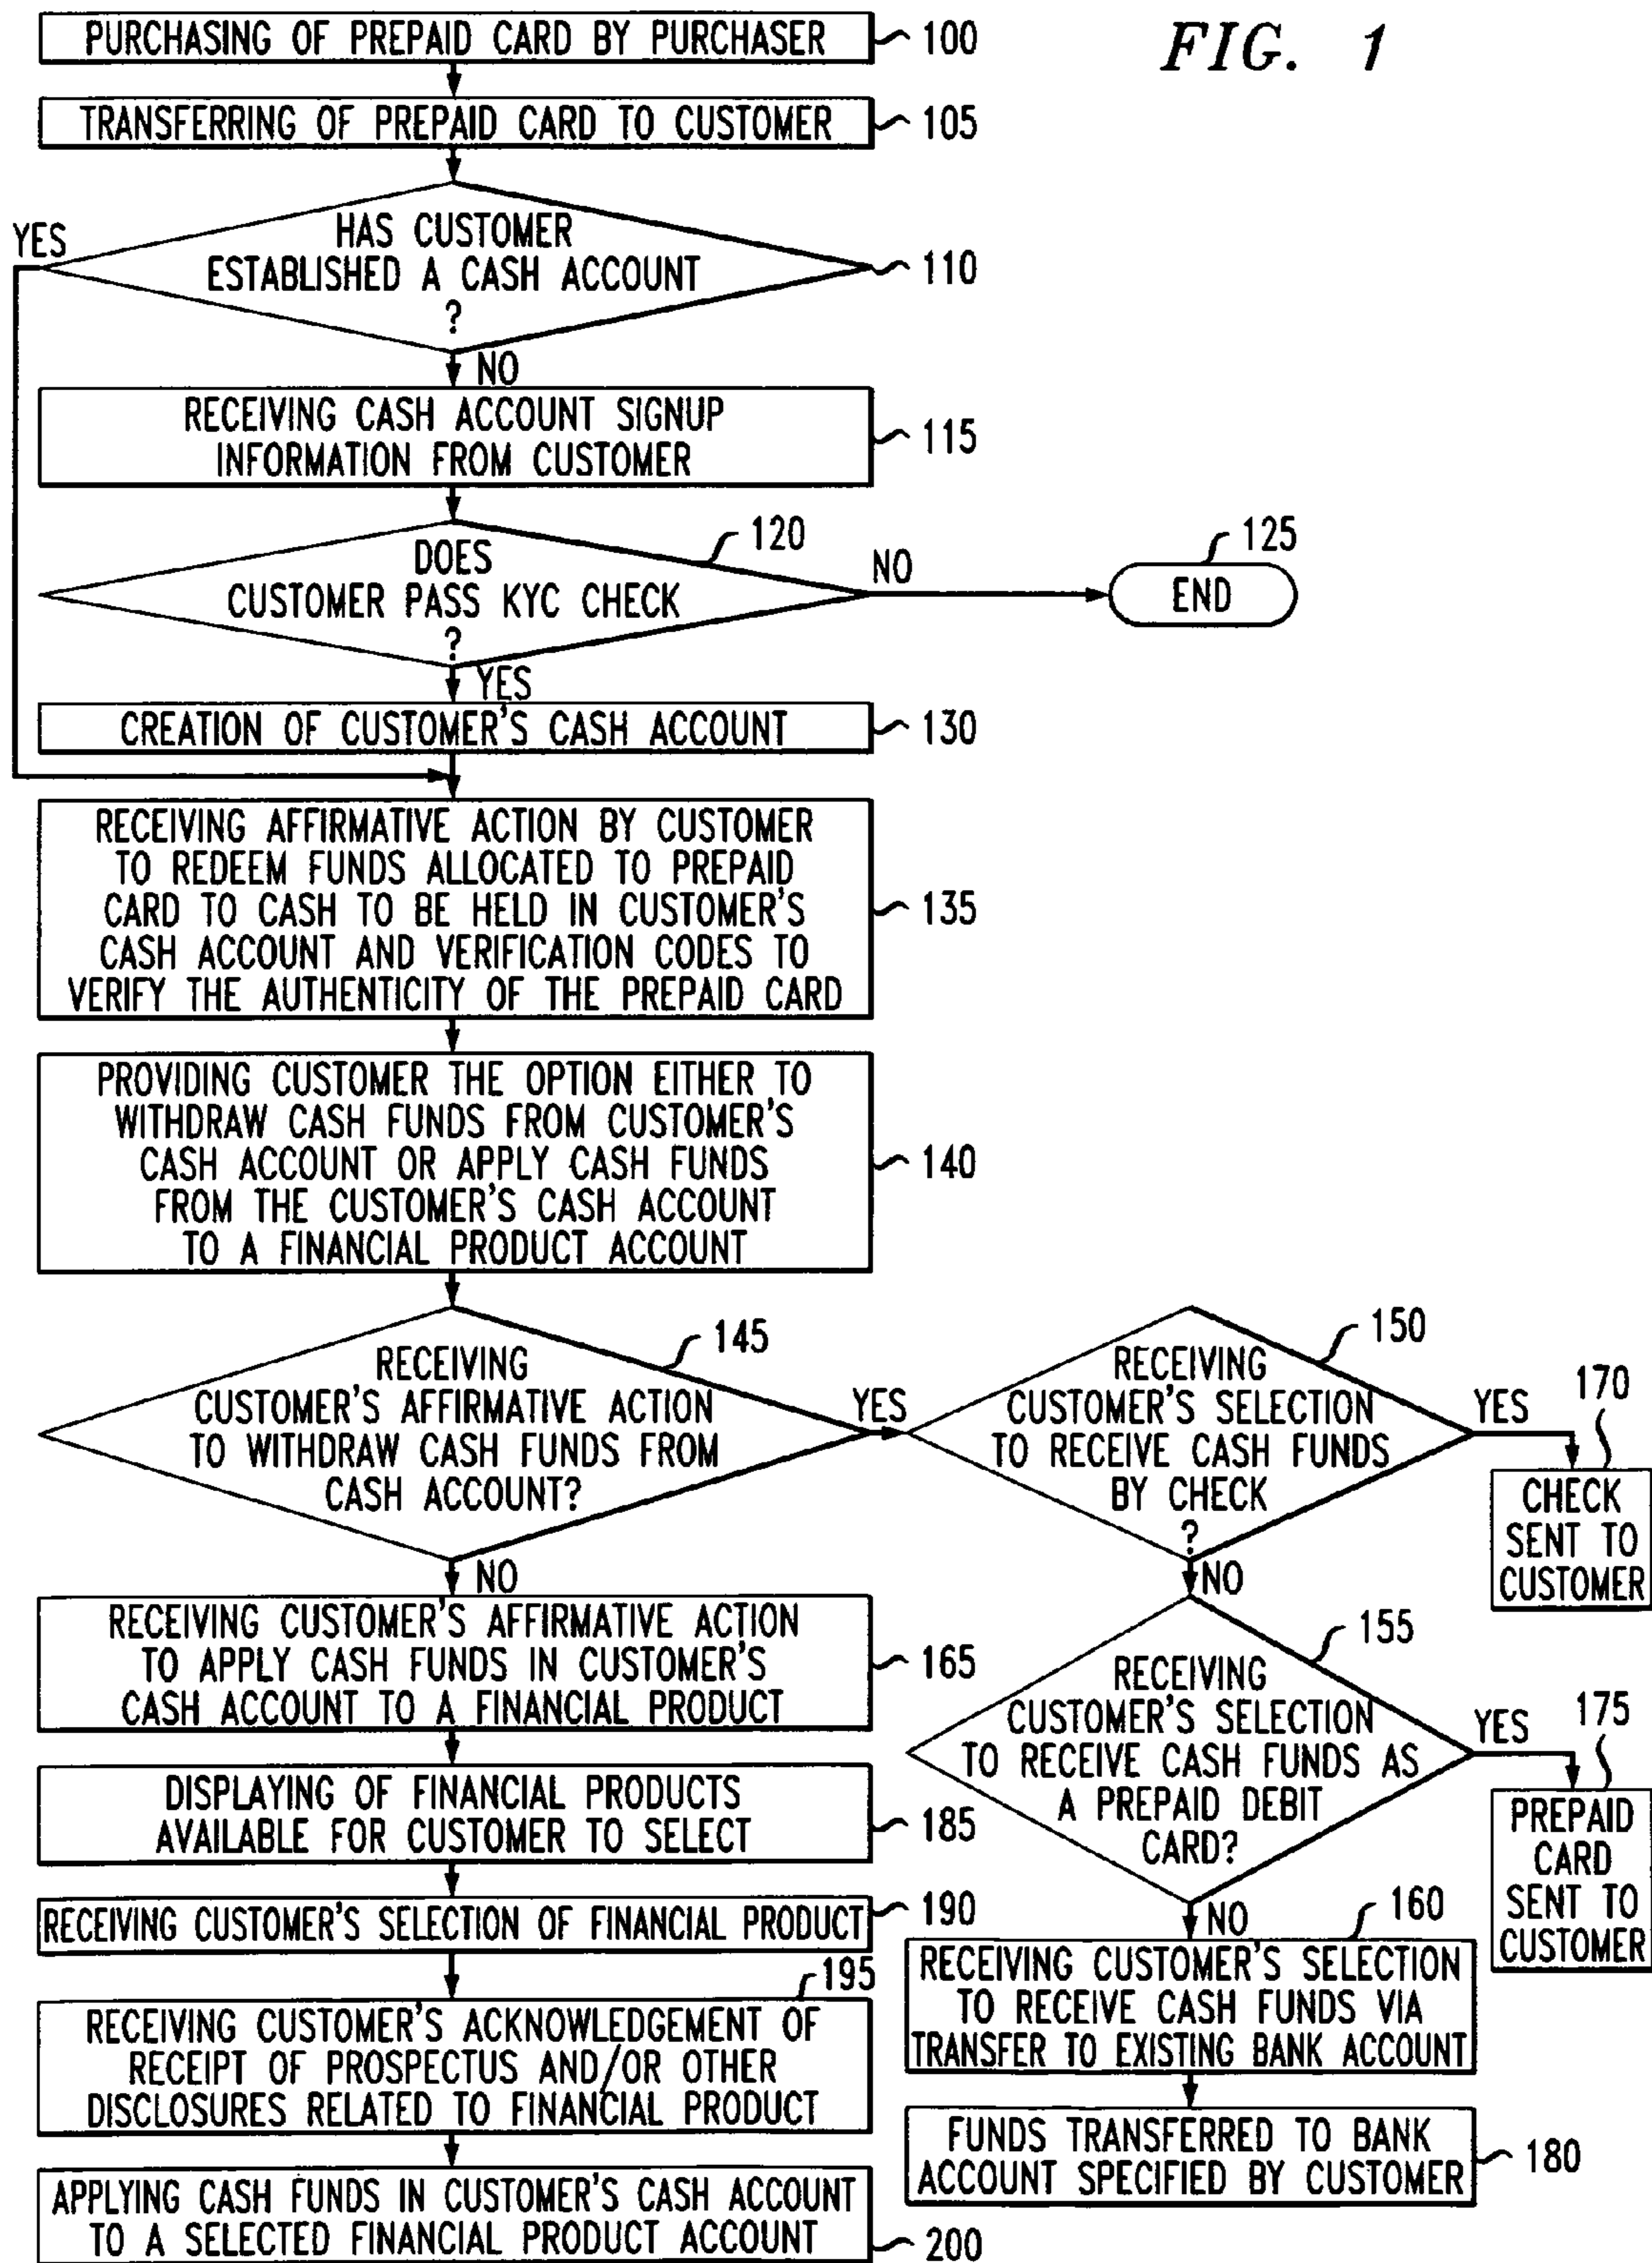 FIG. 1
PURCHASING OF PREPAID CARD BY PURCHASER
100
TRANSFERRING OF PREPAID CARD TO CUSTOMER
105
HAS CUSTOMER
ESTABLISHED A CASH ACCOUNT
?
110
YES
NO
RECEIVING CASH ACCOUNT SIGNUP
INFORMATION FROM CUSTOMER
115
DOES
CUSTOMER PASS KYC CHECK
?
120
NO
125
END
YES
CREATION OF CUSTOMER'S CASH ACCOUNT
130
RECEIVING AFFIRMATIVE ACTION BY CUSTOMER
TO REDEEM FUNDS ALLOCATED TO PREPAID
CARD TO CASH TO BE HELD IN CUSTOMER'S
CASH ACCOUNT AND VERIFICATION CODES TO
VERIFY THE AUTHENTICITY OF THE PREPAID CARD
135
PROVIDING CUSTOMER THE OPTION EITHER TO
WITHDRAW CASH FUNDS FROM CUSTOMER'S
CASH ACCOUNT OR APPLY CASH FUNDS
FROM THE CUSTOMER'S CASH ACCOUNT
TO A FINANCIAL PRODUCT ACCOUNT
140
RECEIVING
CUSTOMER'S AFFIRMATIVE ACTION
TO WITHDRAW CASH FUNDS FROM
CASH ACCOUNT?
145
YES
RECEIVING
CUSTOMER'S SELECTION
TO RECEIVE CASH FUNDS
BY CHECK
?
150
YES
170
CHECK
SENT TO
CUSTOMER
NO
NO
RECEIVING CUSTOMER'S AFFIRMATIVE ACTION
TO APPLY CASH FUNDS IN CUSTOMER'S
CASH ACCOUNT TO A FINANCIAL PRODUCT
165
RECEIVING
CUSTOMER'S SELECTION
TO RECEIVE CASH FUNDS AS
A PREPAID DEBIT
CARD?
155
YES
175
PREPAID
CARD
SENT TO
CUSTOMER
DISPLAYING OF FINANCIAL PRODUCTS
AVAILABLE FOR CUSTOMER TO SELECT
185
RECEIVING CUSTOMER'S SELECTION OF FINANCIAL PRODUCT
190
NO
160
RECEIVING CUSTOMER'S SELECTION
TO RECEIVE CASH FUNDS VIA
TRANSFER TO EXISTING BANK ACCOUNT
195
RECEIVING CUSTOMER'S ACKNOWLEDGEMENT OF
RECEIPT OF PROSPECTUS AND/OR OTHER
DISCLOSURES RELATED TO FINANCIAL PRODUCT
FUNDS TRANSFERRED TO BANK
ACCOUNT SPECIFIED BY CUSTOMER
180
APPLYING CASH FUNDS IN CUSTOMER'S CASH ACCOUNT
TO A SELECTED FINANCIAL PRODUCT ACCOUNT
200